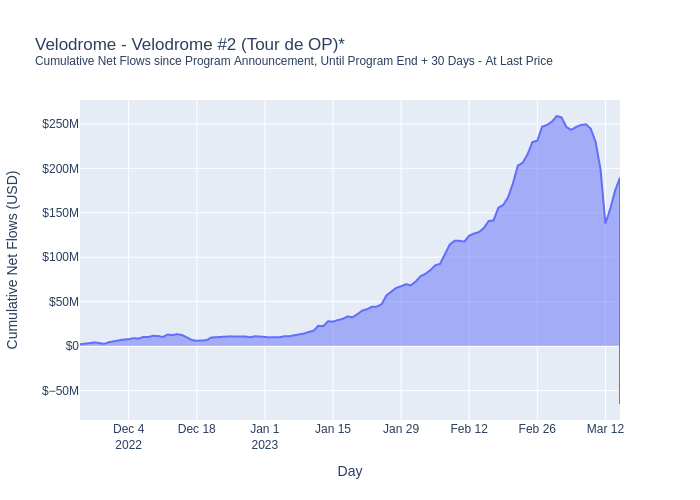 Velodrome - Velodrome #2 (Tour de OP)*
Cumulative Net Flows since Program Announcement, Until Program End + 30 Days - At Last Price
Cumulative Net Flows (USD)
$250M
$200M
$150M
$100M
$50M
$0
$−50M
Dec 4 Dec 18 Jan 1 Jan 15 Jan 29 Feb 12 Feb 26 Mar 12
2022 2023
Day